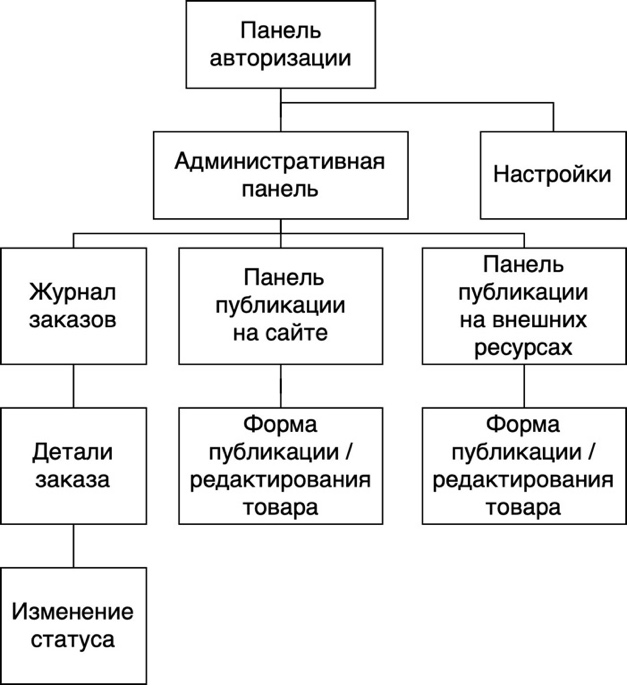 Панель
авторизации
Административная
панель
Настройки
Журнал
заказов
Панель
публикации
на сайте
Панель
публикации
на внешних
ресурсах
Детали
заказа
Форма
публикации /
редактирования
товара
Форма
публикации /
редактирования
товара
Изменение
статуса